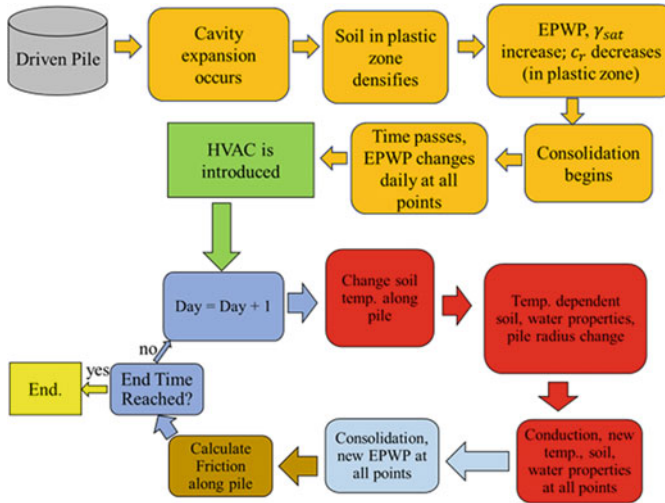 Driven Pile
Cavity
expansion
occurs
Soil in plastic
zone
densifies
EPWP, γ_sat
increase; c_r decreases
(in plastic zone)
HVAC is
introduced
Time passes,
EPWP changes
daily at all
points
Consolidation
begins
Day = Day + 1
Change soil
temp. along
pile
Temp. dependent
soil, water properties,
pile radius change
no
yes
End.
End Time
Reached?
Calculate
Friction
along pile
Consolidation,
new EPWP at
all points
Conduction, new
temp., soil,
water properties
at all points